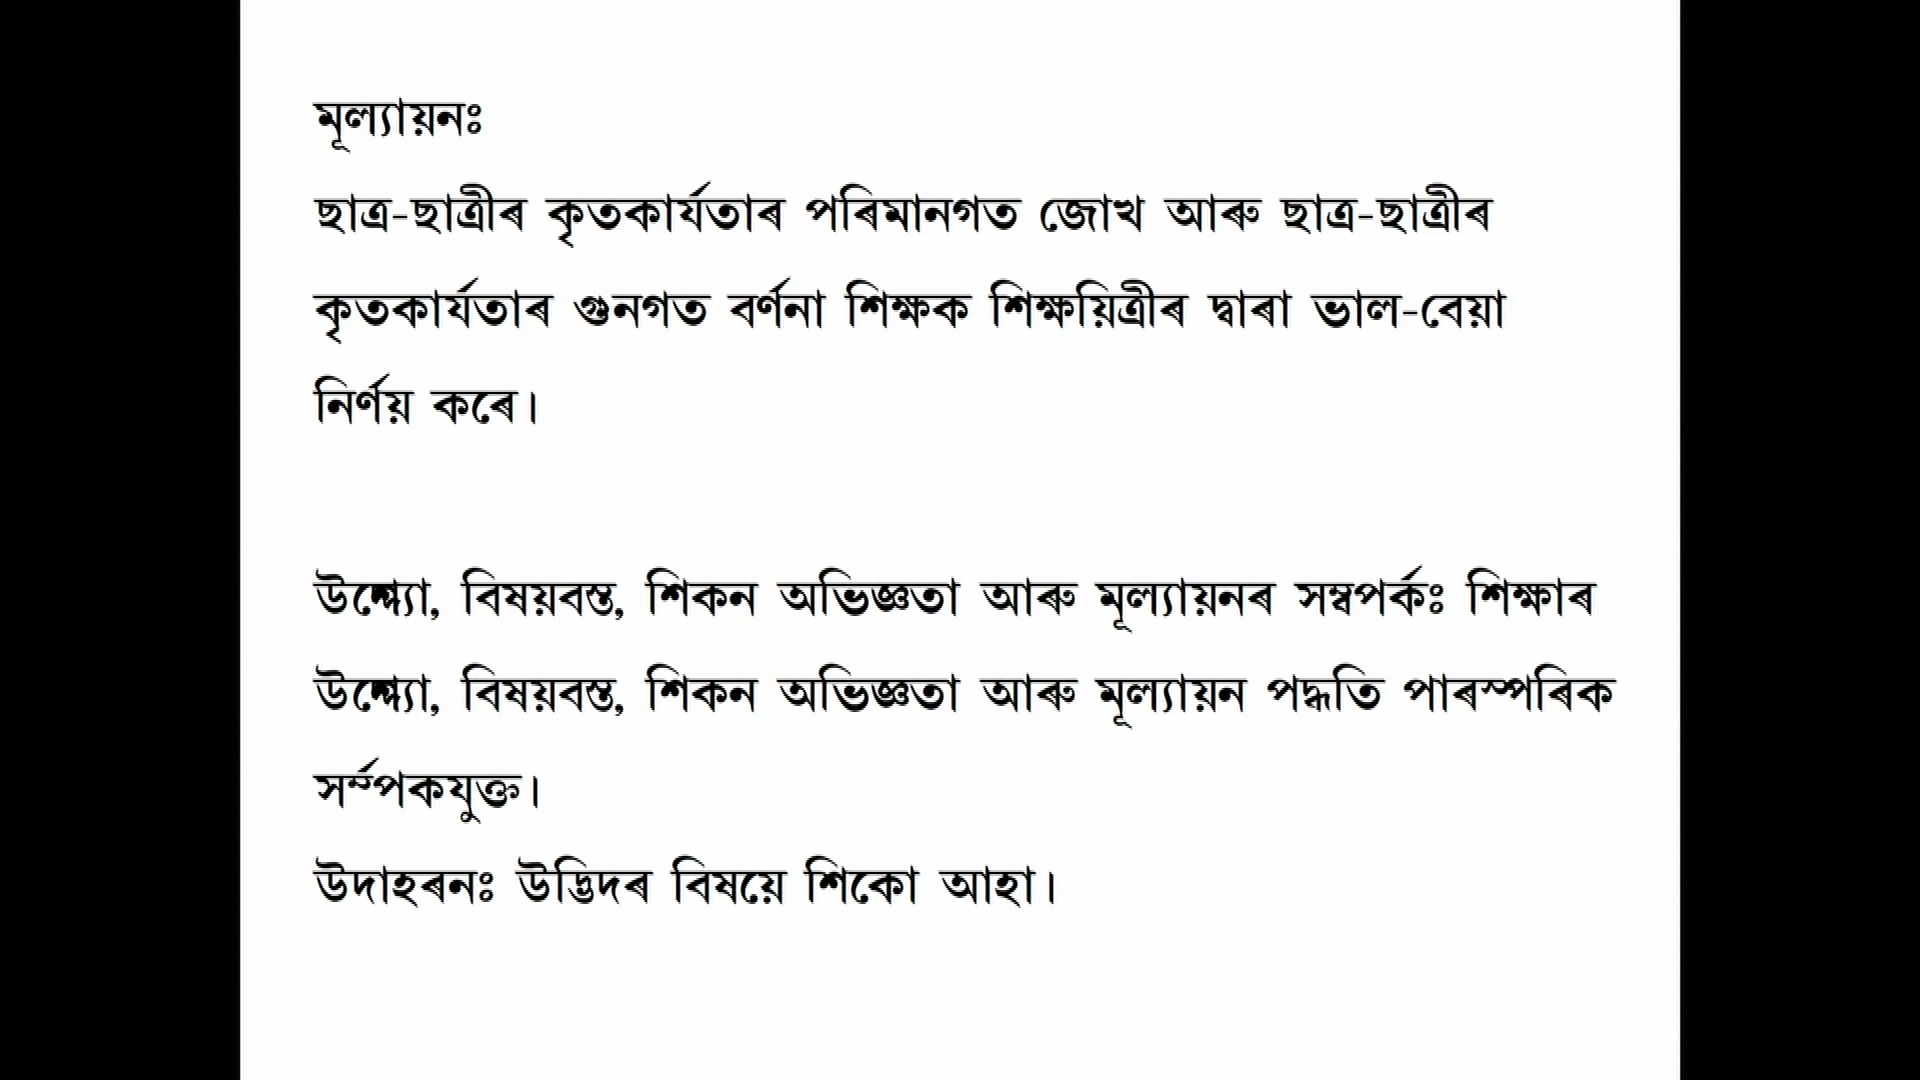 মূল্যায়নঃ
ছাত্ৰ-ছাত্ৰীৰ কৃতকাৰ্যতাৰ পৰিমানগত জোখ আৰু ছাত্ৰ-ছাত্ৰীৰ
কৃতকাৰ্যতাৰ গুনগত বৰ্ণনা শিক্ষক শিক্ষয়িত্ৰীৰ দ্বাৰা ভাল-বেয়া
নিৰ্ণয় কৰে।
বিষয়বস্তু, শিকন অভিজ্ঞতা আৰু মূল্যায়নৰ সম্বপৰ্কঃ শিক্ষাৰ
বিষয়বস্তু, শিকন অভিজ্ঞতা আৰু মূল্যায়ন পদ্ধতি পাৰস্পৰিক
সৰ্ম্পকযুক্ত।
উদাহৰনঃ উদ্ভিদৰ বিষয়ে শিকো আহা।